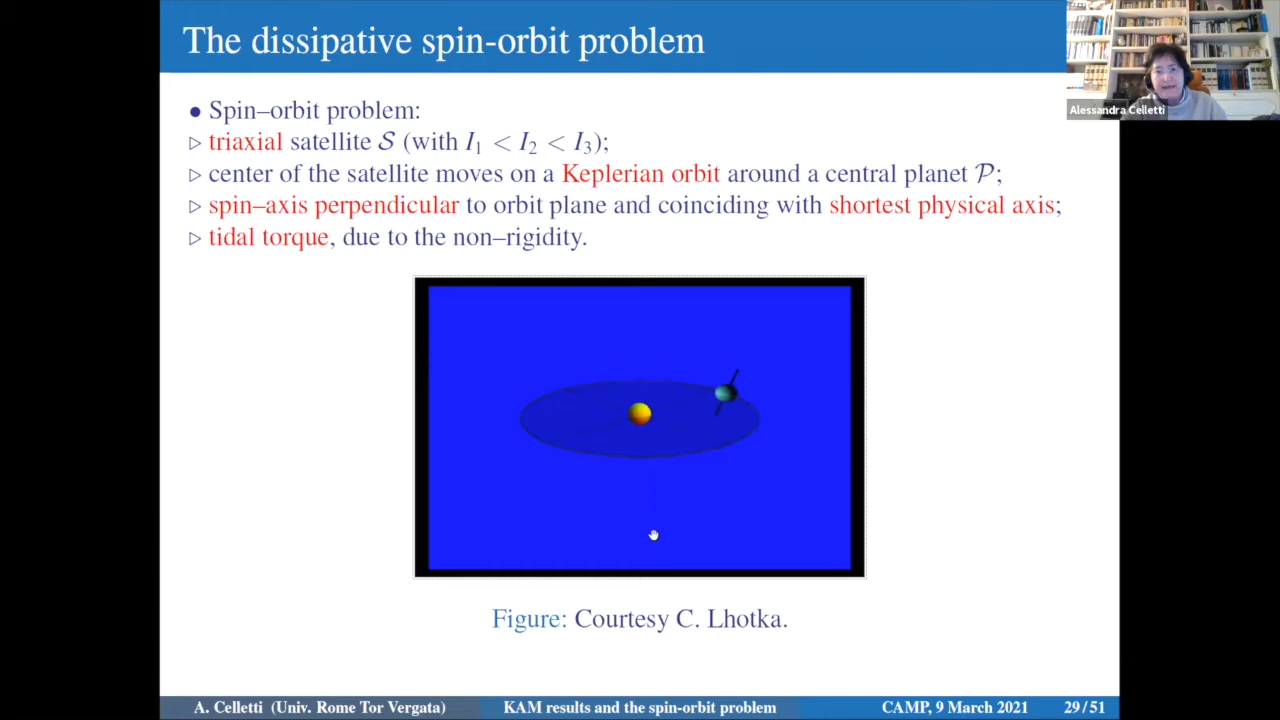 The dissipative spin-orbit problem
Alessandra Celletti
• Spin–orbit problem:
▷ triaxial satellite 𝒮 (with I₁ < I₂ < I₃);
▷ center of the satellite moves on a Keplerian orbit around a central planet 𝒫;
▷ spin–axis perpendicular to orbit plane and coinciding with shortest physical axis;
▷ tidal torque, due to the non–rigidity.
Figure: Courtesy C. Lhotka.
A. Celletti (Univ. Rome Tor Vergata) KAM results and the spin-orbit problem CAMP, 9 March 2021 29 / 51